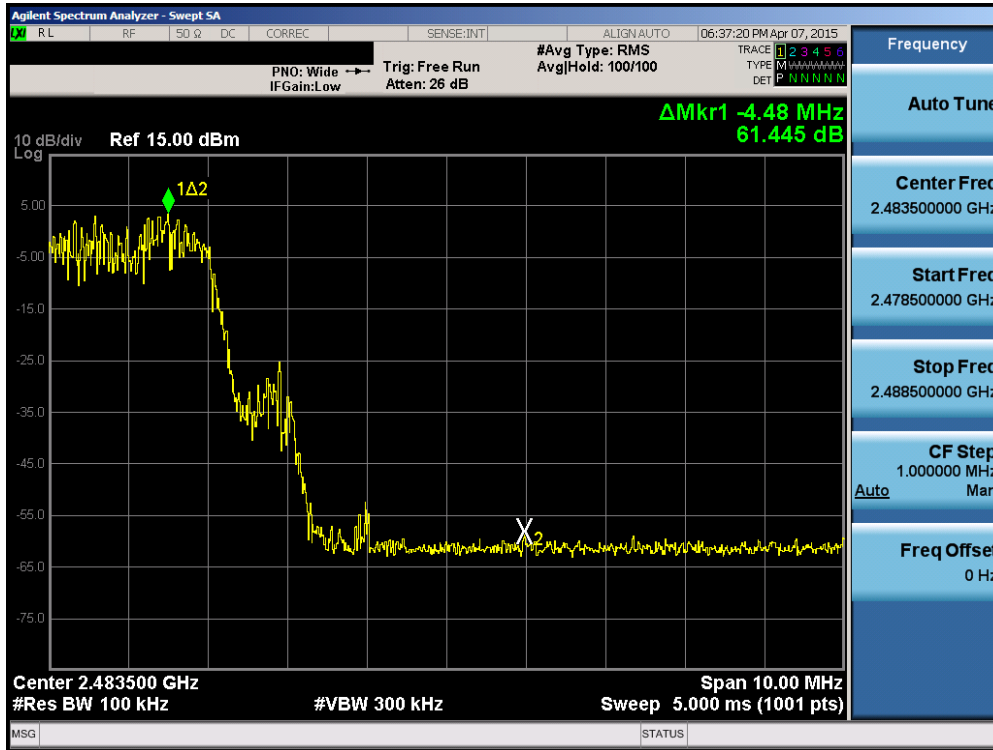 Agilent Spectrum Analyzer - Swept SA
LXI RL RF 50 Ω DC CORREC SENSE:INT ALIGN AUTO 06:37:20 PM Apr 07, 2015
PNO: Wide
IFGain:Low
Trig: Free Run
Atten: 26 dB
#Avg Type: RMS
Avg|Hold: 100/100
TRACE 1 2 3 4 5 6
TYPE M
DET P N N N N N
ΔMkr1 -4.48 MHz
61.445 dB
10 dB/div
Log
Ref 15.00 dBm
1Δ2
5.00
-5.00
-15.0
-25.0
-35.0
-45.0
-55.0
-65.0
-75.0
X2
Center 2.483500 GHz
Span 10.00 MHz
#Res BW 100 kHz
#VBW 300 kHz
Sweep 5.000 ms (1001 pts)
MSG
STATUS
Frequency
Auto Tune
Center Freq
2.483500000 GHz
Start Freq
2.478500000 GHz
Stop Freq
2.488500000 GHz
CF Step
1.000000 MHz
Auto Man
Freq Offset
0 Hz